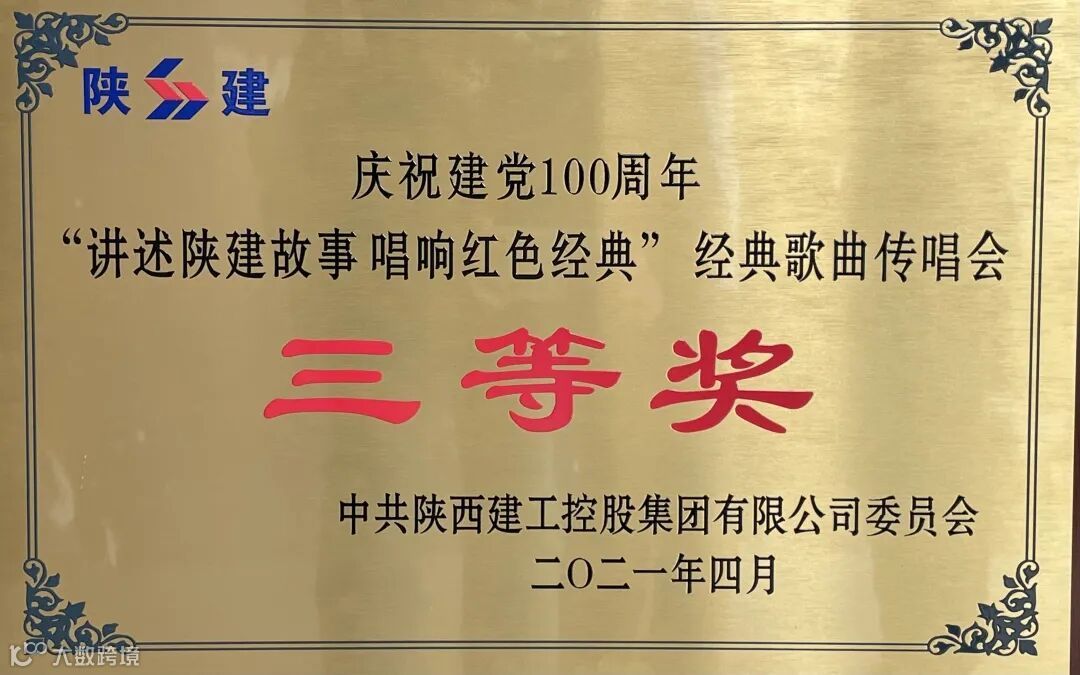 陕建
庆祝建党100周年
“讲述陕建故事 唱响红色经典” 经典歌曲传唱会
三等奖
中共陕西建工控股集团有限公司委员会
二〇二一年四月
大数跨境